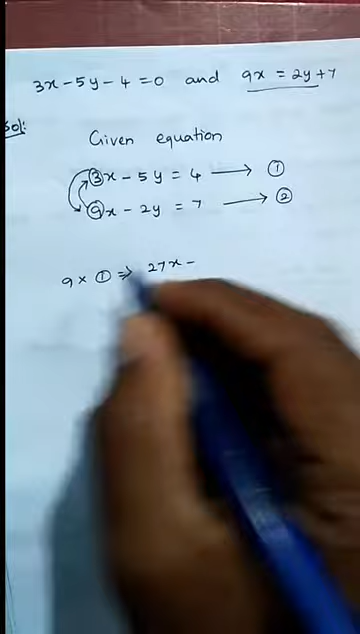 3x - 5y - 4 = 0 and 9x = 2y + 7
Sol:
Given equation
3x - 5y = 4 ⟶ ①
9x - 2y = 7 ⟶ ②
9 × ① ⇒ 27x -